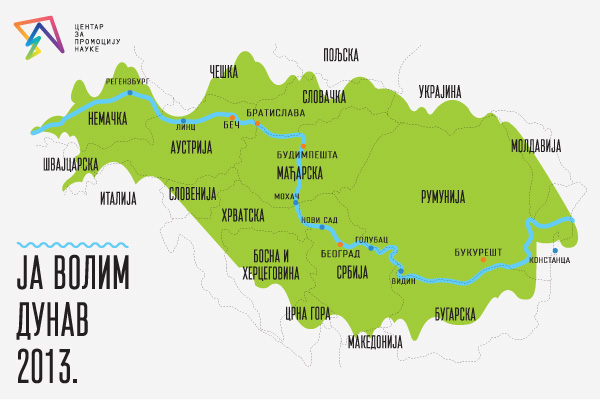 ЦЕНТАР
ЗА
ПРОМОЦИЈУ
НАУКЕ
ПОЉСКА
ЧЕШКА
РЕГЕНЗБУРГ
СЛОВАЧКА
УКРАЈИНА
НЕМАЧКА
ЛИНЦ
БЕЧ
БРАТИСЛАВА
МОЛДАВИЈА
АУСТРИЈА
БУДИМПЕШТА
ШВАЈЦАРСКА
МАЂАРСКА
ИТАЛИЈА
СЛОВЕНИЈА
МОХАЧ
РУМУНИЈА
ХРВАТСКА
НОВИ САД
ГОЛУБАЦ
БЕОГРАД
БУКУРЕШТ
КОНСТАНЦА
БОСНА И
ХЕРЦЕГОВИНА
СРБИЈА
ВИДИН
ЦРНА ГОРА
БУГАРСКА
МАКЕДОНИЈА
ЈА ВОЛИМ
ДУНАВ
2013.